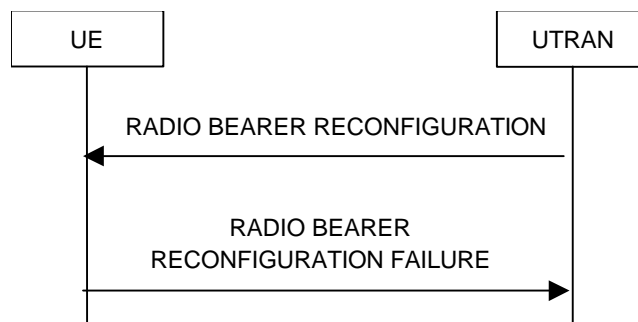 UE
UTRAN
RADIO BEARER RECONFIGURATION
RADIO BEARER
RECONFIGURATION FAILURE